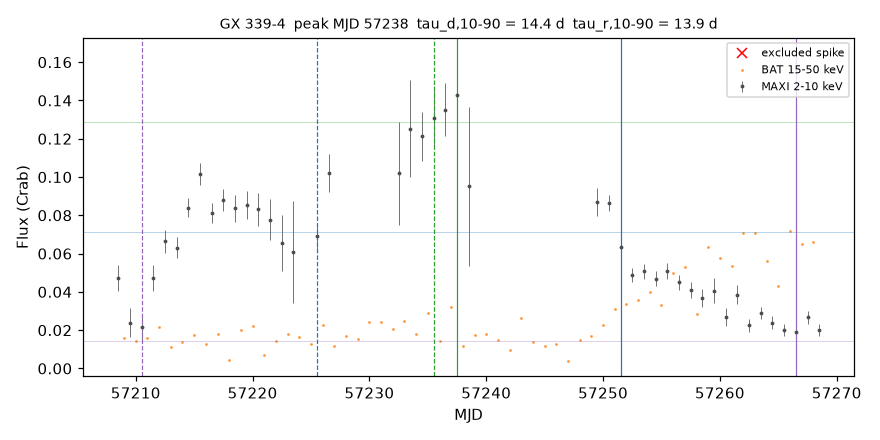 GX 339-4 peak MJD 57238 tau_d,10-90 = 14.4 d tau_r,10-90 = 13.9 d
excluded spike
BAT 15-50 keV
MAXI 2-10 keV
Flux (Crab)
0.16
0.14
0.12
0.10
0.08
0.06
0.04
0.02
0.00
57210 57220 57230 57240 57250 57260 57270
MJD